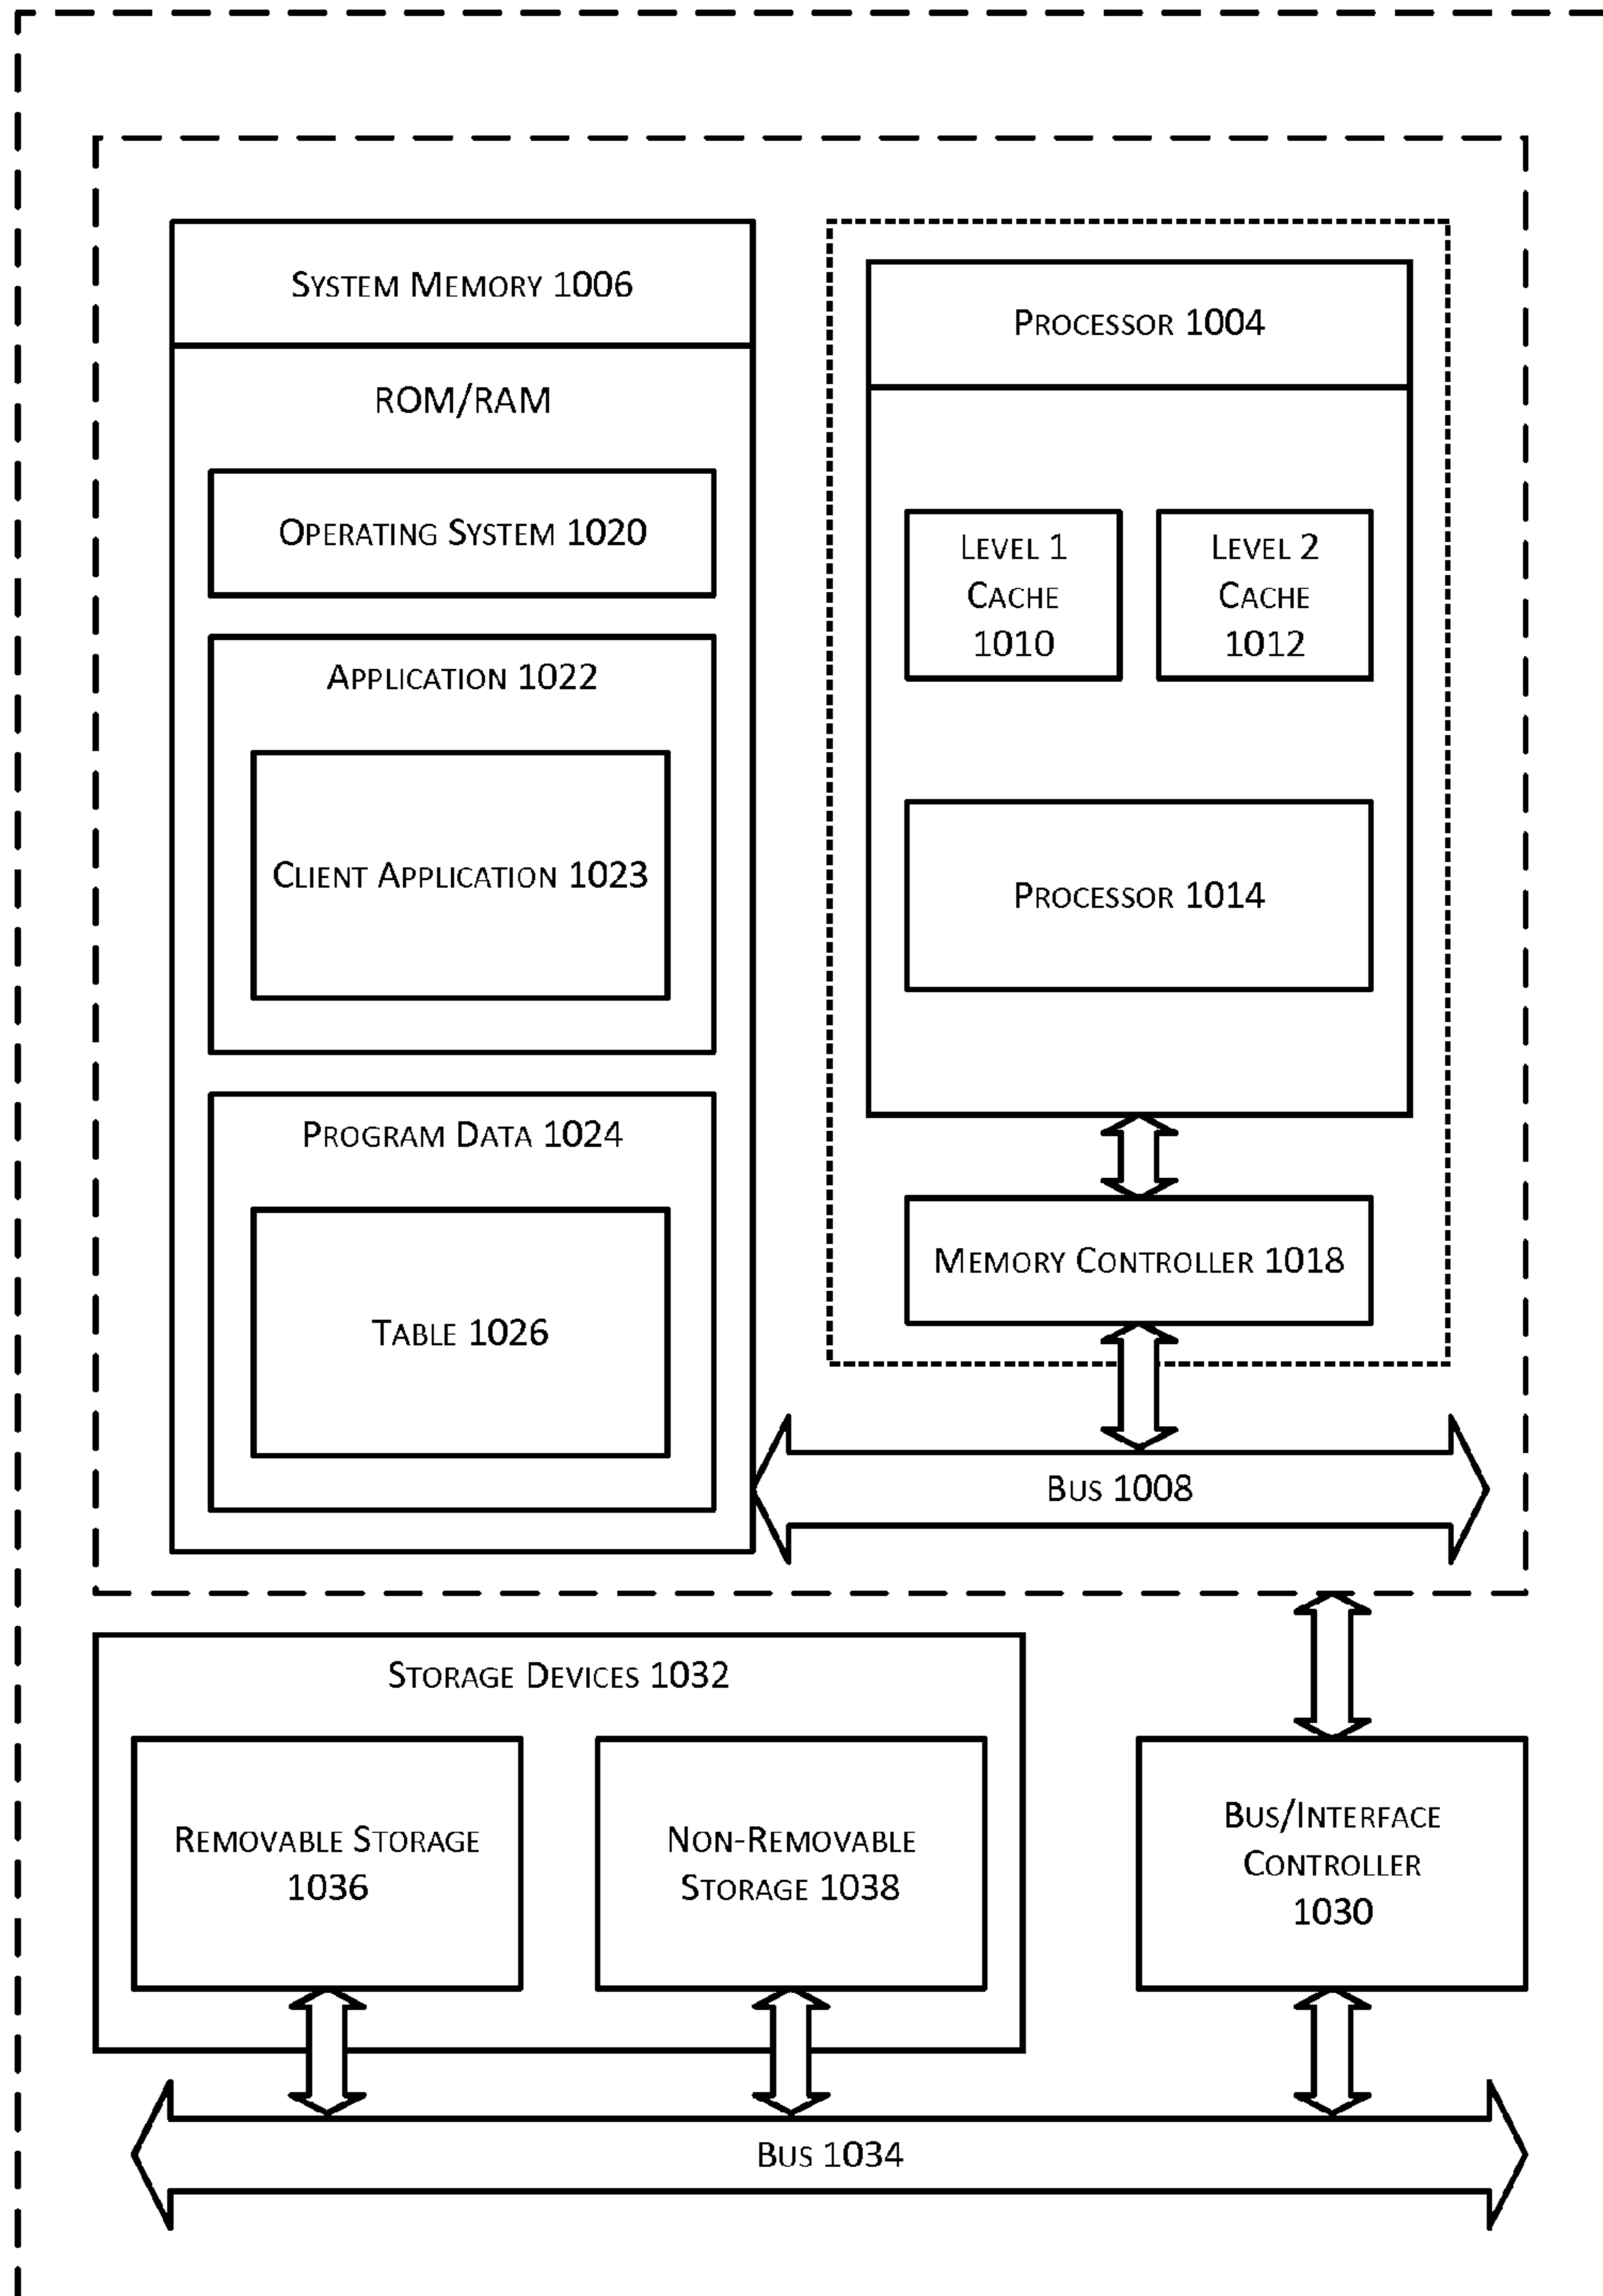 System Memory 1006
ROM/RAM
Operating System 1020
Application 1022
Client Application 1023
Program Data 1024
Table 1026
Processor 1004
Level 1
Cache
1010
Level 2
Cache
1012
Processor 1014
Memory Controller 1018
Bus 1008
Storage Devices 1032
Removable Storage
1036
Non-Removable
Storage 1038
Bus/Interface
Controller
1030
Bus 1034